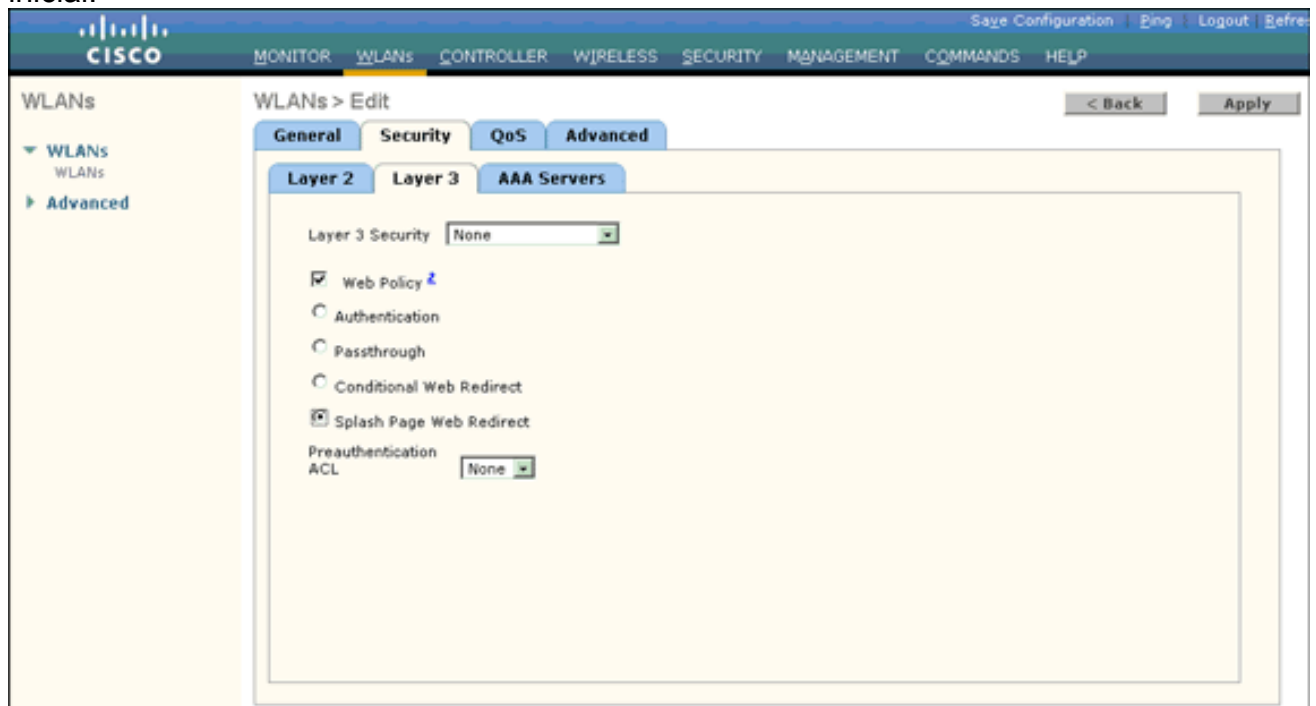 inicial.
Save Configuration | Ping | Logout | Refre
CISCO
MONITOR WLANs CONTROLLER WIRELESS SECURITY MANAGEMENT COMMANDS HELP
WLANs
WLANs > Edit
< Back
Apply
General Security QoS Advanced
WLANs
WLANs
Advanced
Layer 2 Layer 3 AAA Servers
Layer 3 Security None
Web Policy 2
Authentication
Passthrough
Conditional Web Redirect
Splash Page Web Redirect
Preauthentication
ACL None